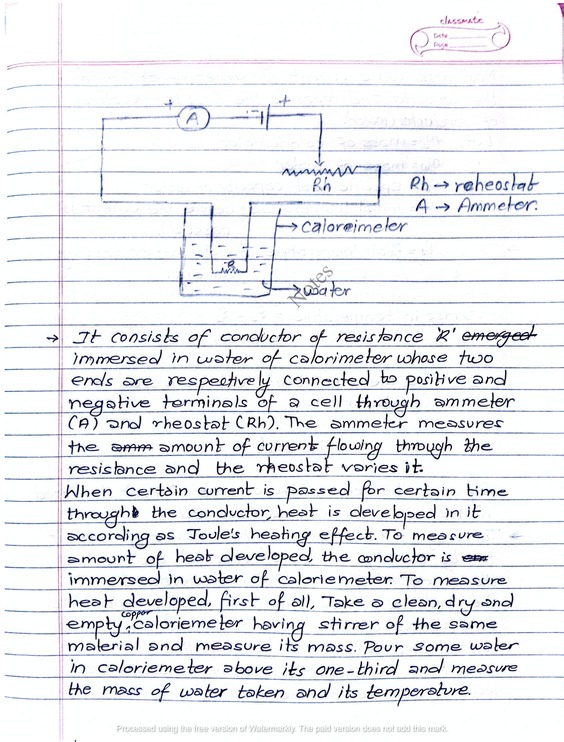 classmate
Date
Page
+
A
+
Rh
Rh → reheostat
A → Ammeter.
→ caloreimeter
R
→ water
Notes
→ It consists of conductor of resistance 'R' emerged
immersed in water of calorimeter whose two
ends are respectively connected to positive and
negative terminals of a cell through ammeter
(A) and rheostat (Rh). The ammeter measures
the amm amount of current flowing through the
resistance and the rheostat varies it.
When certain current is passed for certain time
through the conductor, heat is developed in it
according as Joule's heating effect. To measure
amount of heat developed, the conductor is
immersed in water of caloriemeter. To measure
heat developed, first of all, Take a clean, dry and
empty copper caloriemeter having stirrer of the same
material and measure its mass. Pour some water
in caloriemeter above its one-third and measure
the mass of water taken and its temperature.
Processed using the free version of Watermarkly. The paid version does not add this mark.